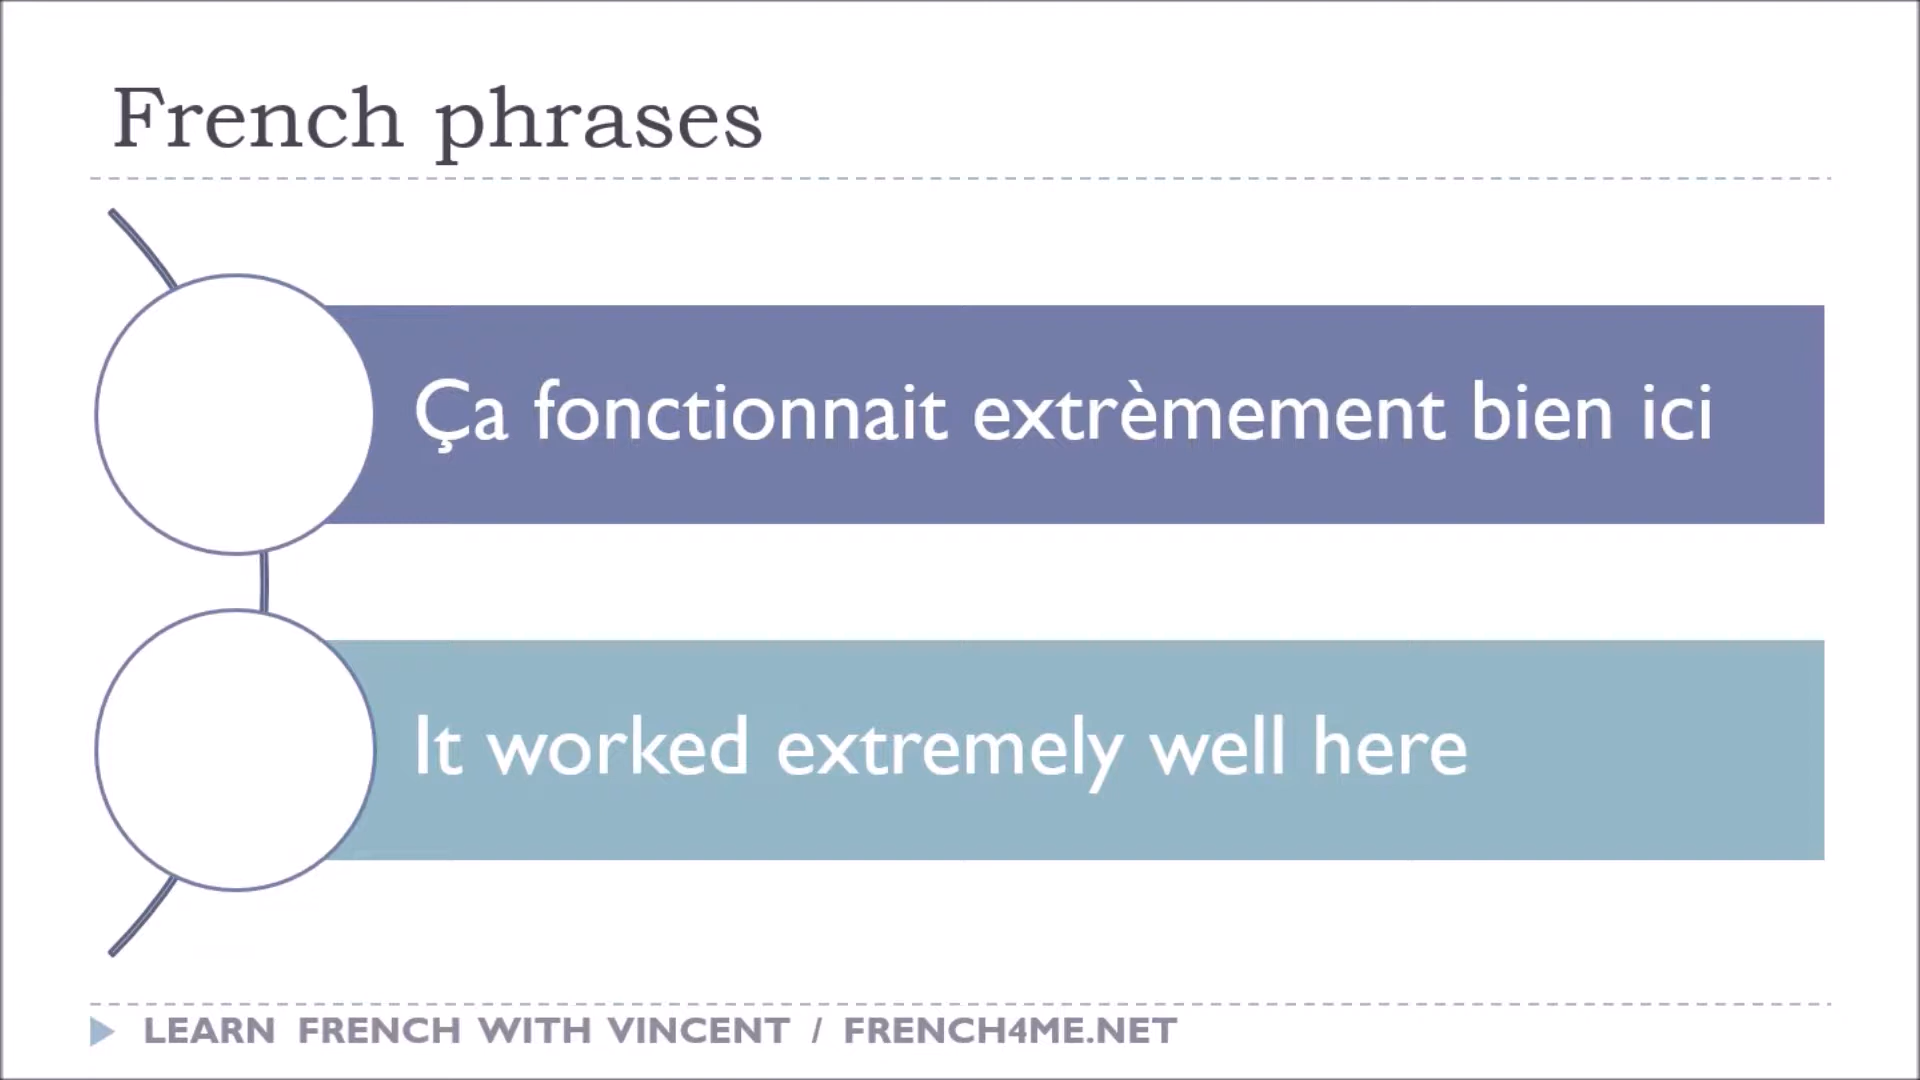 French phrases
Ça fonctionnait extrèmement bien ici
It worked extremely well here
LEARN FRENCH WITH VINCENT / FRENCH4ME.NET